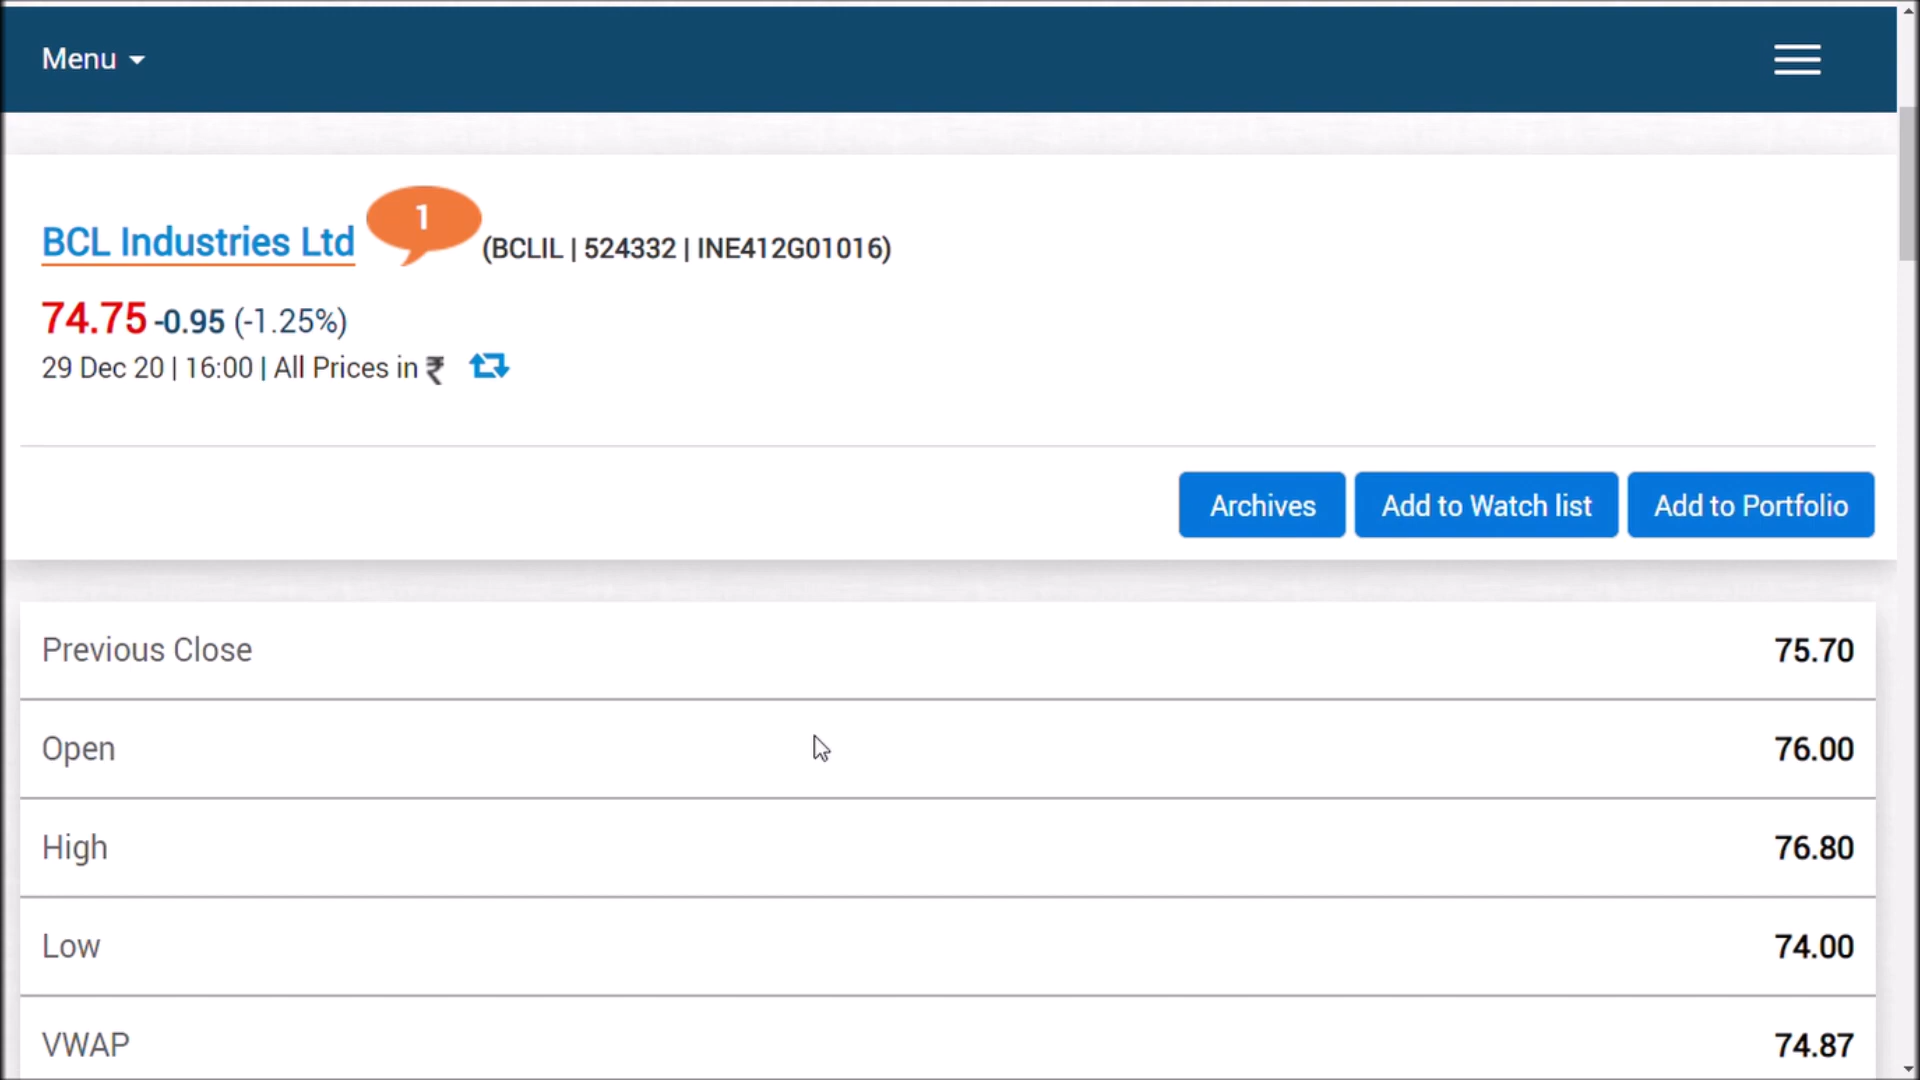 Menu
BCL Industries Ltd 1 (BCLIL | 524332 | INE412G01016)
74.75 -0.95 (-1.25%)
29 Dec 20 | 16:00 | All Prices in ₹
Archives Add to Watch list Add to Portfolio
Previous Close 75.70
Open 76.00
High 76.80
Low 74.00
VWAP 74.87